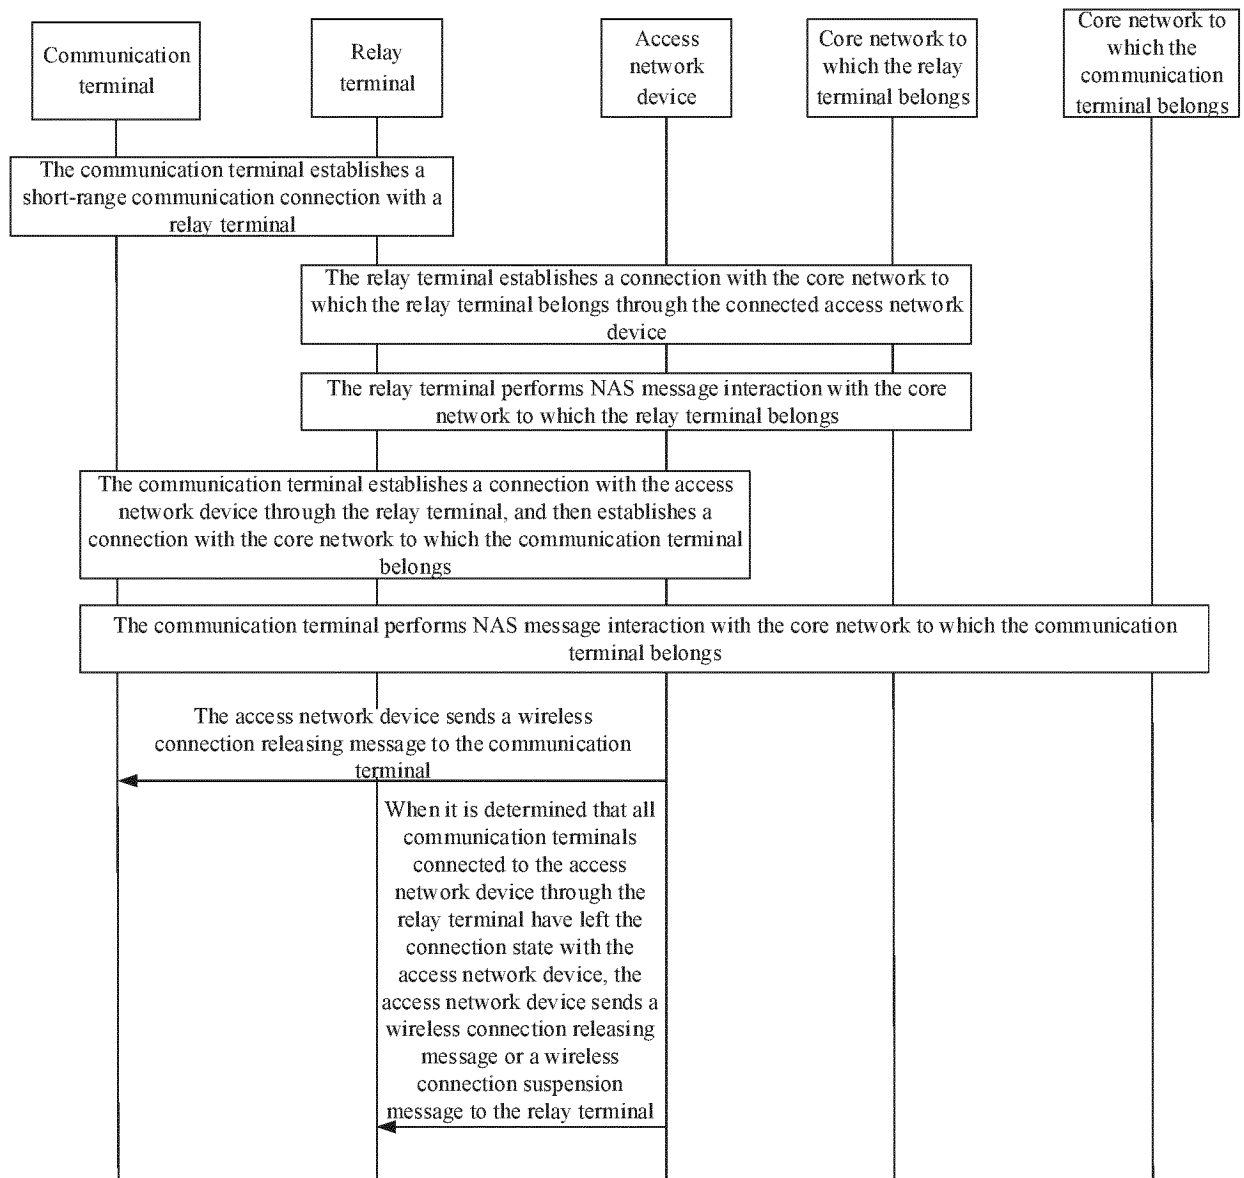 Communication
terminal
Relay
terminal
Access
network
device
Core network to
which the relay
terminal belongs
Core network to
which the
communication
terminal belongs
The communication terminal establishes a
short-range communication connection with a
relay terminal
The relay terminal establishes a connection with the core network to
which the relay terminal belongs through the connected access network
device
The relay terminal performs NAS message interaction with the core
network to which the relay terminal belongs
The communication terminal establishes a connection with the access
network device through the relay terminal, and then establishes a
connection with the core network to which the communication terminal
belongs
The communication terminal performs NAS message interaction with the core network to which the communication
terminal belongs
The access network device sends a wireless
connection releasing message to the communication
terminal
When it is determined that all
communication terminals
connected to the access
network device through the
relay terminal have left the
connection state with the
access network device, the
access network device sends a
wireless connection releasing
message or a wireless
connection suspension
message to the relay terminal